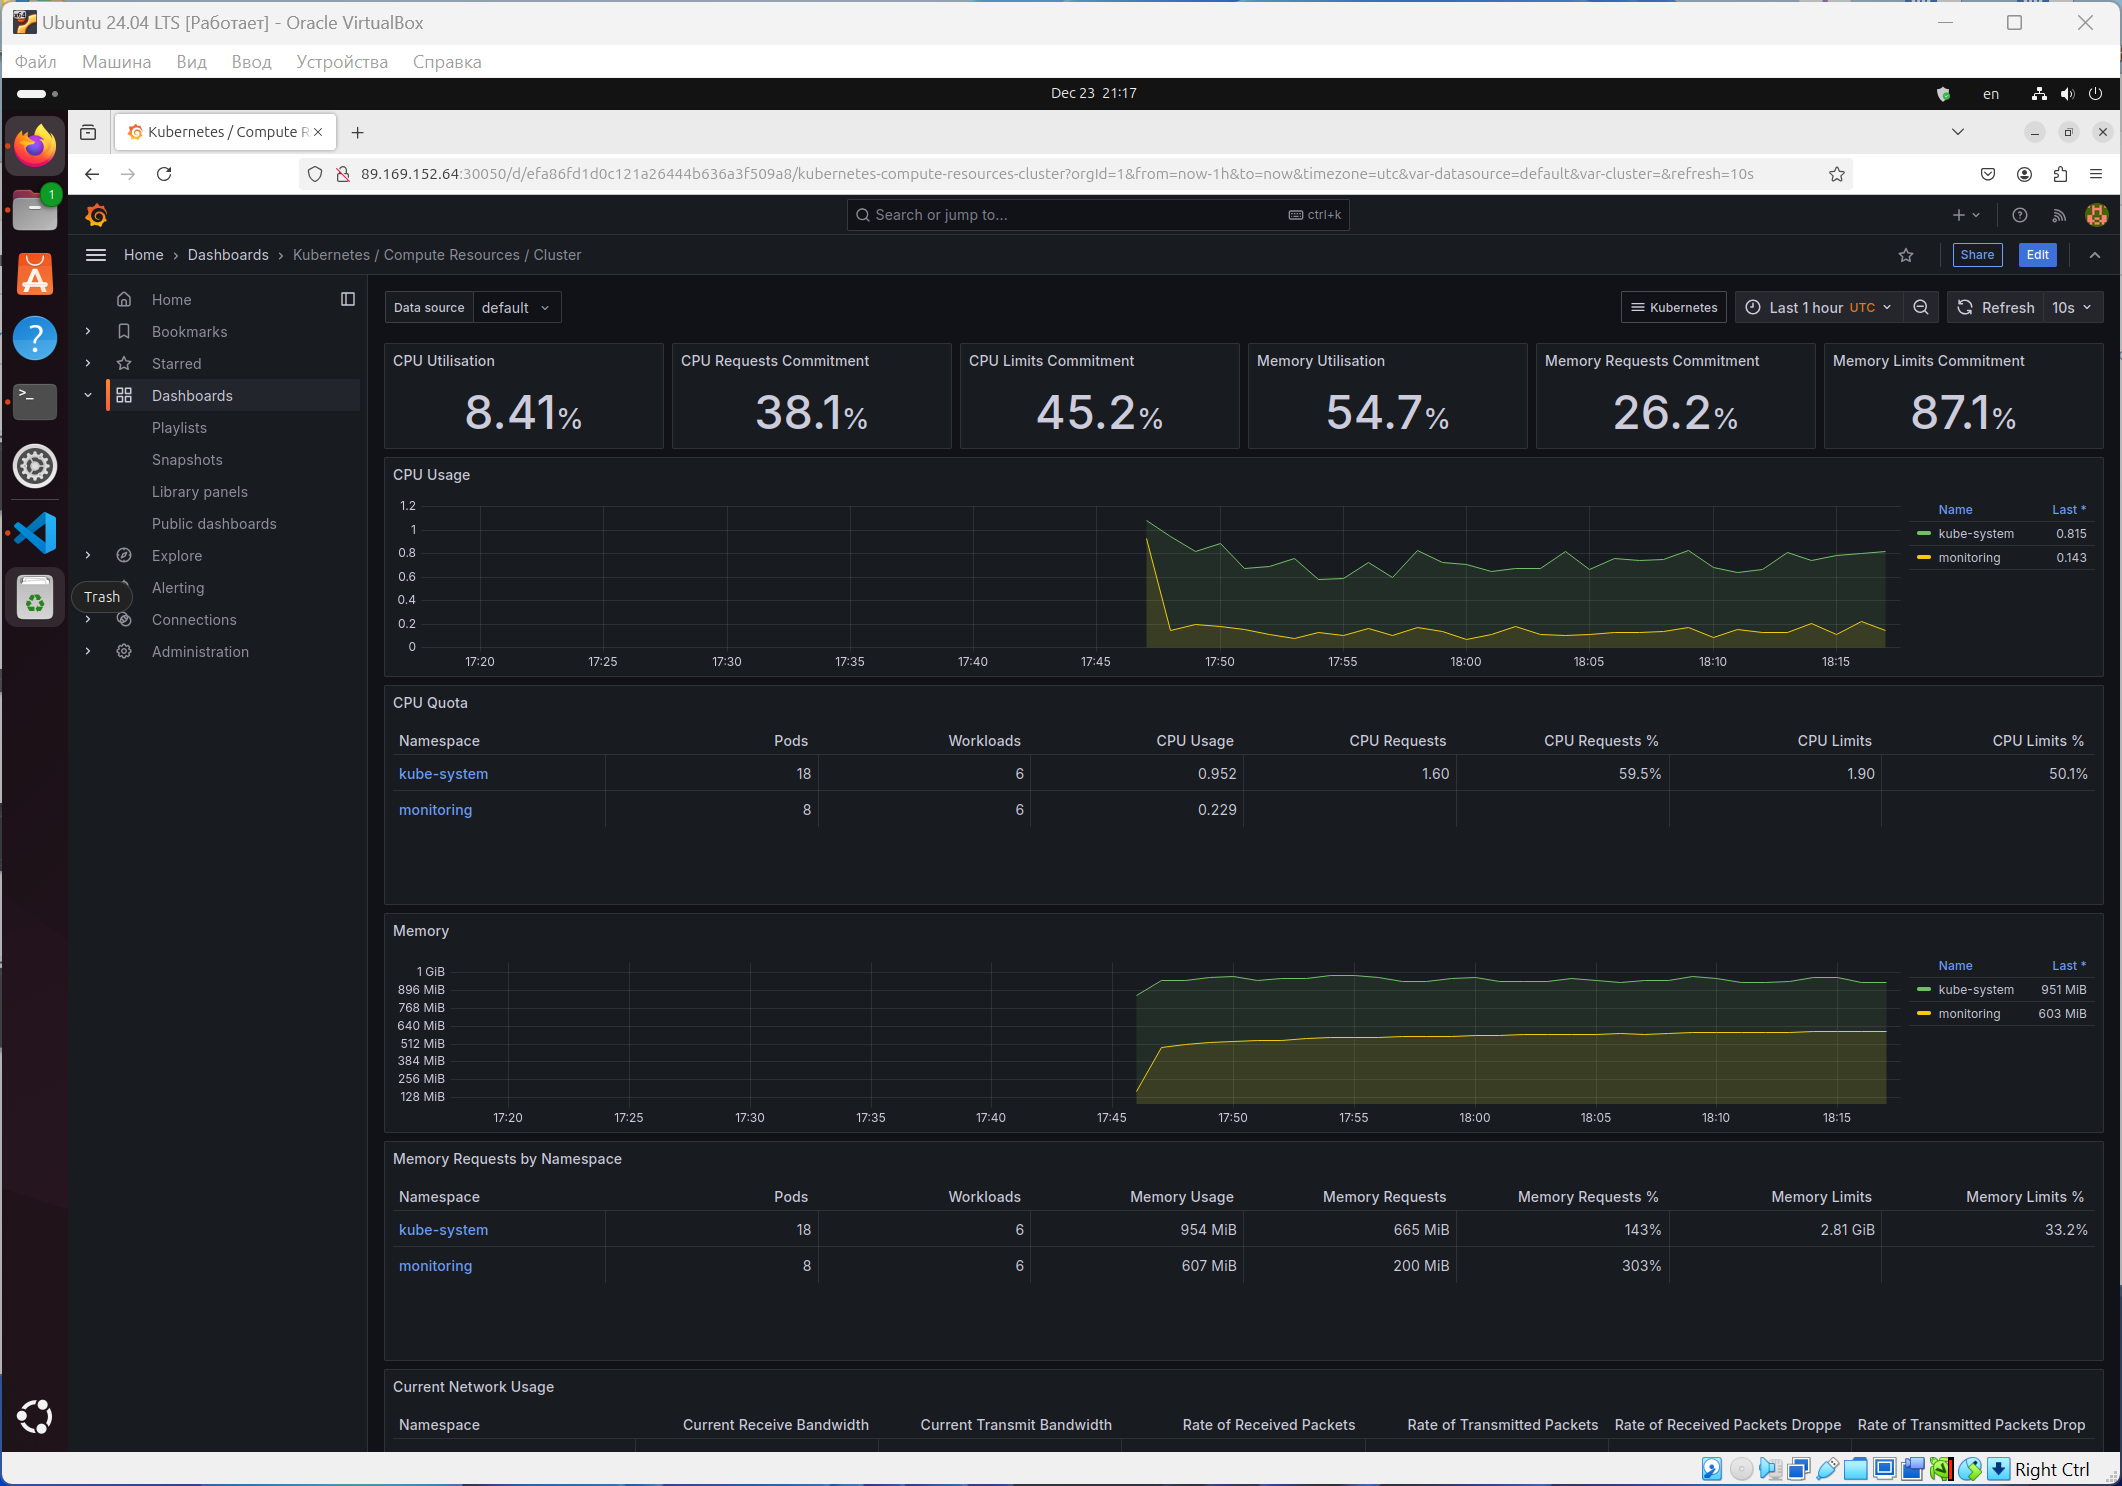 Ubuntu 24.04 LTS [Работает] - Oracle VirtualBox
Файл Машина Вид Ввод Устройства Справка
Dec 23 21:17
en
Kubernetes / Compute R
89.169.152.64:30050/d/efa86fd1d0c121a26444b636a3f509a8/kubernetes-compute-resources-cluster?orgId=1&from=now-1h&to=now&timezone=utc&var-datasource=default&var-cluster=&refresh=10s
1
Search or jump to...
ctrl+k
Home › Dashboards › Kubernetes / Compute Resources / Cluster
Share
Edit
Home
Bookmarks
Starred
Dashboards
Playlists
Snapshots
Library panels
Public dashboards
Explore
Alerting
Trash
Connections
Administration
Data source default
Kubernetes
Last 1 hour UTC
Refresh 10s
CPU Utilisation
8.41%
CPU Requests Commitment
38.1%
CPU Limits Commitment
45.2%
Memory Utilisation
54.7%
Memory Requests Commitment
26.2%
Memory Limits Commitment
87.1%
CPU Usage
1.2
1
0.8
0.6
0.4
0.2
0
17:20 17:25 17:30 17:35 17:40 17:45 17:50 17:55 18:00 18:05 18:10 18:15
Name Last *
kube-system 0.815
monitoring 0.143
CPU Quota
Namespace Pods Workloads CPU Usage CPU Requests CPU Requests % CPU Limits CPU Limits %
kube-system 18 6 0.952 1.60 59.5% 1.90 50.1%
monitoring 8 6 0.229
Memory
1 GiB
896 MiB
768 MiB
640 MiB
512 MiB
384 MiB
256 MiB
128 MiB
17:20 17:25 17:30 17:35 17:40 17:45 17:50 17:55 18:00 18:05 18:10 18:15
Name Last *
kube-system 951 MiB
monitoring 603 MiB
Memory Requests by Namespace
Namespace Pods Workloads Memory Usage Memory Requests Memory Requests % Memory Limits Memory Limits %
kube-system 18 6 954 MiB 665 MiB 143% 2.81 GiB 33.2%
monitoring 8 6 607 MiB 200 MiB 303%
Current Network Usage
Namespace Current Receive Bandwidth Current Transmit Bandwidth Rate of Received Packets Rate of Transmitted Packets Rate of Received Packets Droppe Rate of Transmitted Packets Drop
Right Ctrl